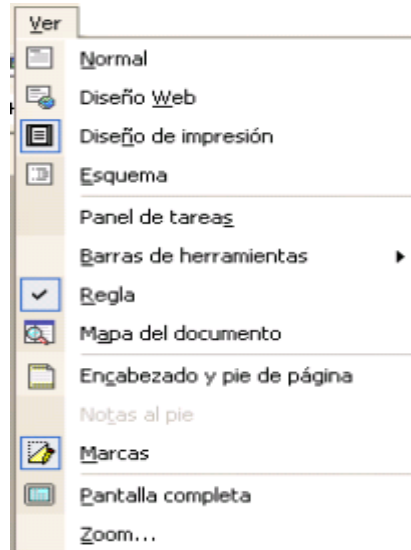 Ver
Normal
Diseño Web
Diseño de impresión
Esquema
Panel de tareas
Barras de herramientas
Regla
Mapa del documento
Encabezado y pie de página
Notas al pie
Marcas
Pantalla completa
Zoom...